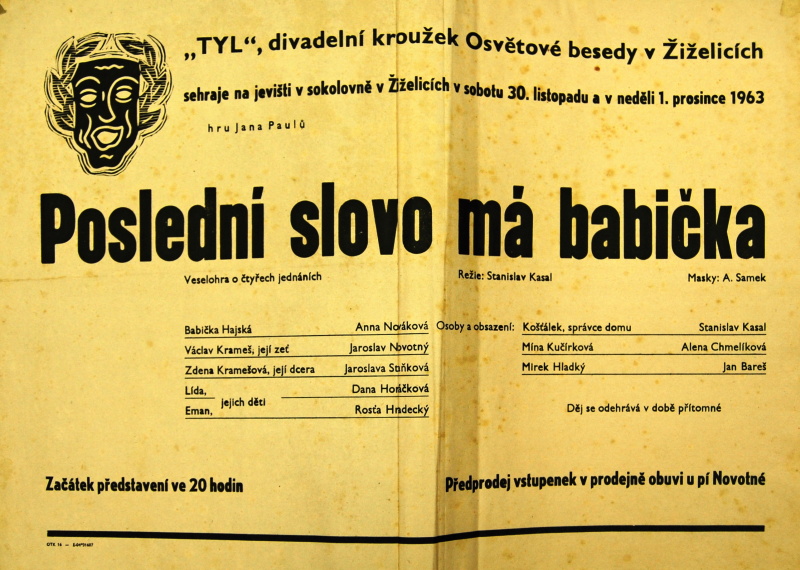 „TYL“, divadelní kroužek Osvětové besedy v Žiželicích
sehraje na jevišti v sokolovně v Žiželicích v sobotu 30. listopadu a v neděli 1. prosince 1963
hru Jana Paulů
Poslední slovo má babička
Veselohra o čtyřech jednáních Režie: Stanislav Kasal Masky: A. Samek
Osoby a obsazení:
Babička Hajská Anna Nováková
Václav Krameš, její zeť Jaroslav Novotný
Zdena Kramešová, její dcera Jaroslava Suňková
Lída, Dana Horáčková
jejich děti
Eman, Rosťa Hndecký
Košťálek, správce domu Stanislav Kasal
Mína Kučírková Alena Chmelíková
Mirek Hladký Jan Bareš
Děj se odehrává v době přítomné
Začátek představení ve 20 hodin Předprodej vstupenek v prodejně obuvi u pí Novotné